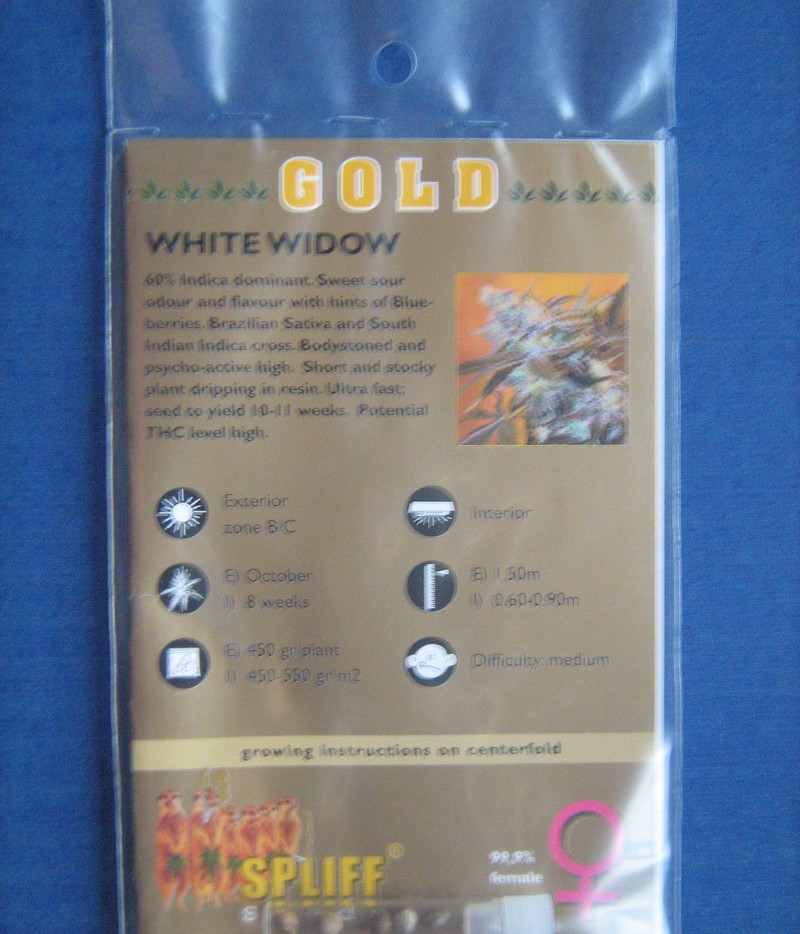 GOLD
WHITE WIDOW
60% Indica dominant. Sweet sour
odour and flavour with hints of Blue-
berries. Brazilian Sativa and South
Indian Indica cross. Bodystoned and
psycho-active high. Short and stocky
plant dripping in resin. Ultra fast;
seed to yield 10-11 weeks. Potential
THC level high.
Exterior
zone B/C
Interior
(E) October
(I) 8 weeks
(E) 1.50m
(I) 0.60-0.90m
(E) 450 gr/plant
(I) 450-550 gr/m2
Difficulty: medium
growing instructions on centerfold
SPLIFF®
99,9%
female